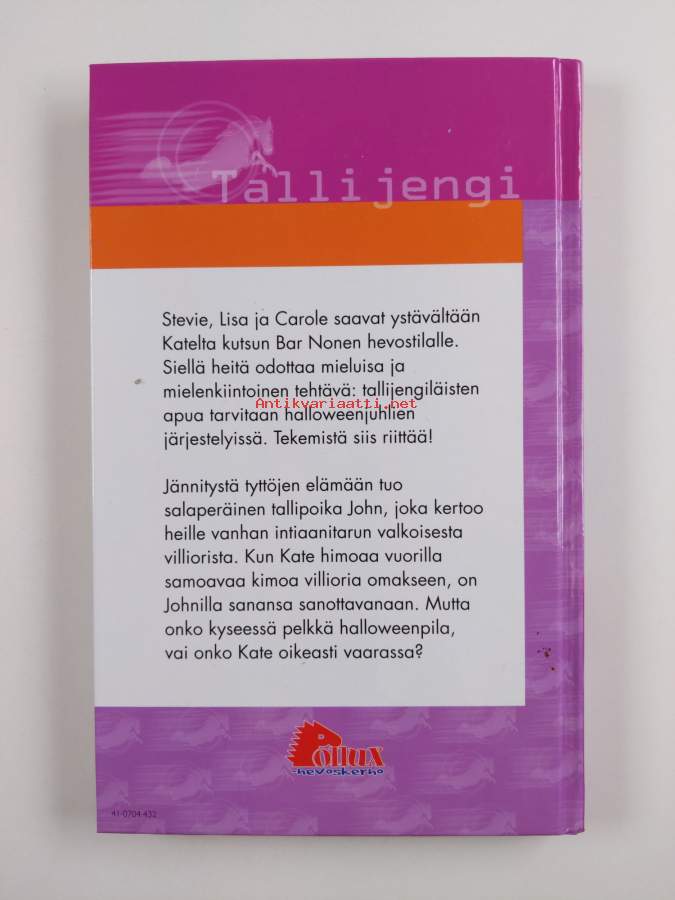 Tallijengi
Stevie, Lisa ja Carole saavat ystävältään
Katelta kutsun Bar Nonen hevostilalle.
Siellä heitä odottaa mieluisa ja
mielenkiintoinen tehtävä: tallijengiläisten
Antikvariaatti.net
apua tarvitaan halloweenjuhlien
järjestelyissä. Tekemistä siis riittää!
Jännitystä tyttöjen elämään tuo
salaperäinen tallipoika John, joka kertoo
heille vanhan intiaanitarun valkoisesta
villiorista. Kun Kate himoaa vuorilla
samoavaa kimoa villioria omakseen, on
Johnilla sanansa sanottavanaan. Mutta
onko kyseessä pelkkä halloweenpila,
vai onko Kate oikeasti vaarassa?
Pollux
-hevoskerho
41-0704-432